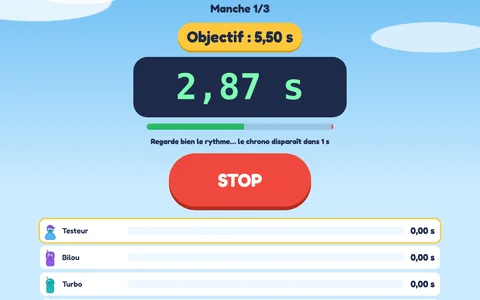 Manche 1/3
Objectif : 5,50 s
2,87 s
Regarde bien le rythme... le chrono disparaît dans 1 s
STOP
Testeur 0,00 s
Bilou 0,00 s
Turbo 0,00 s